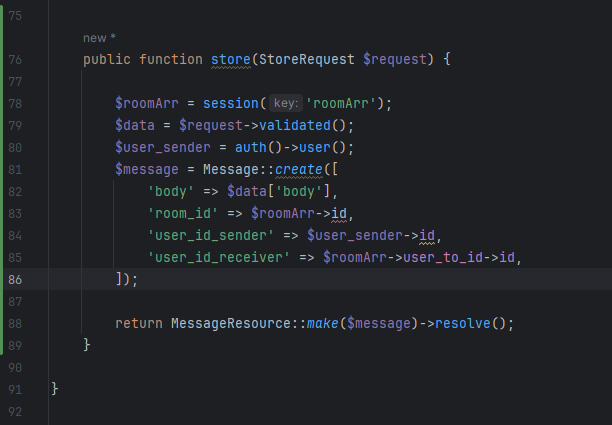 75
new *
76 public function store(StoreRequest $request) {
77
78 $roomArr = session( key: 'roomArr');
79 $data = $request->validated();
80 $user_sender = auth()->user();
81 $message = Message::create([
82 'body' => $data['body'],
83 'room_id' => $roomArr->id,
84 'user_id_sender' => $user_sender->id,
85 'user_id_receiver' => $roomArr->user_to_id->id,
86 ]);
87
88 return MessageResource::make($message)->resolve();
89 }
90
91 }
92